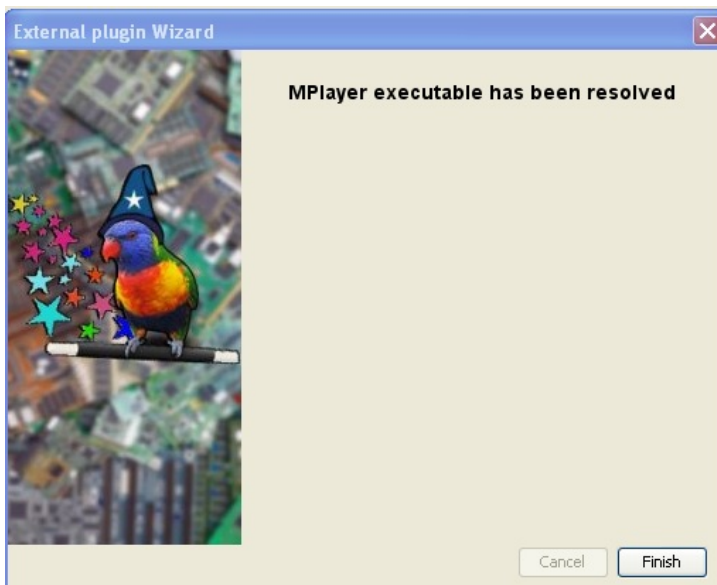 External plugin Wizard
MPlayer executable has been resolved
Cancel
Finish